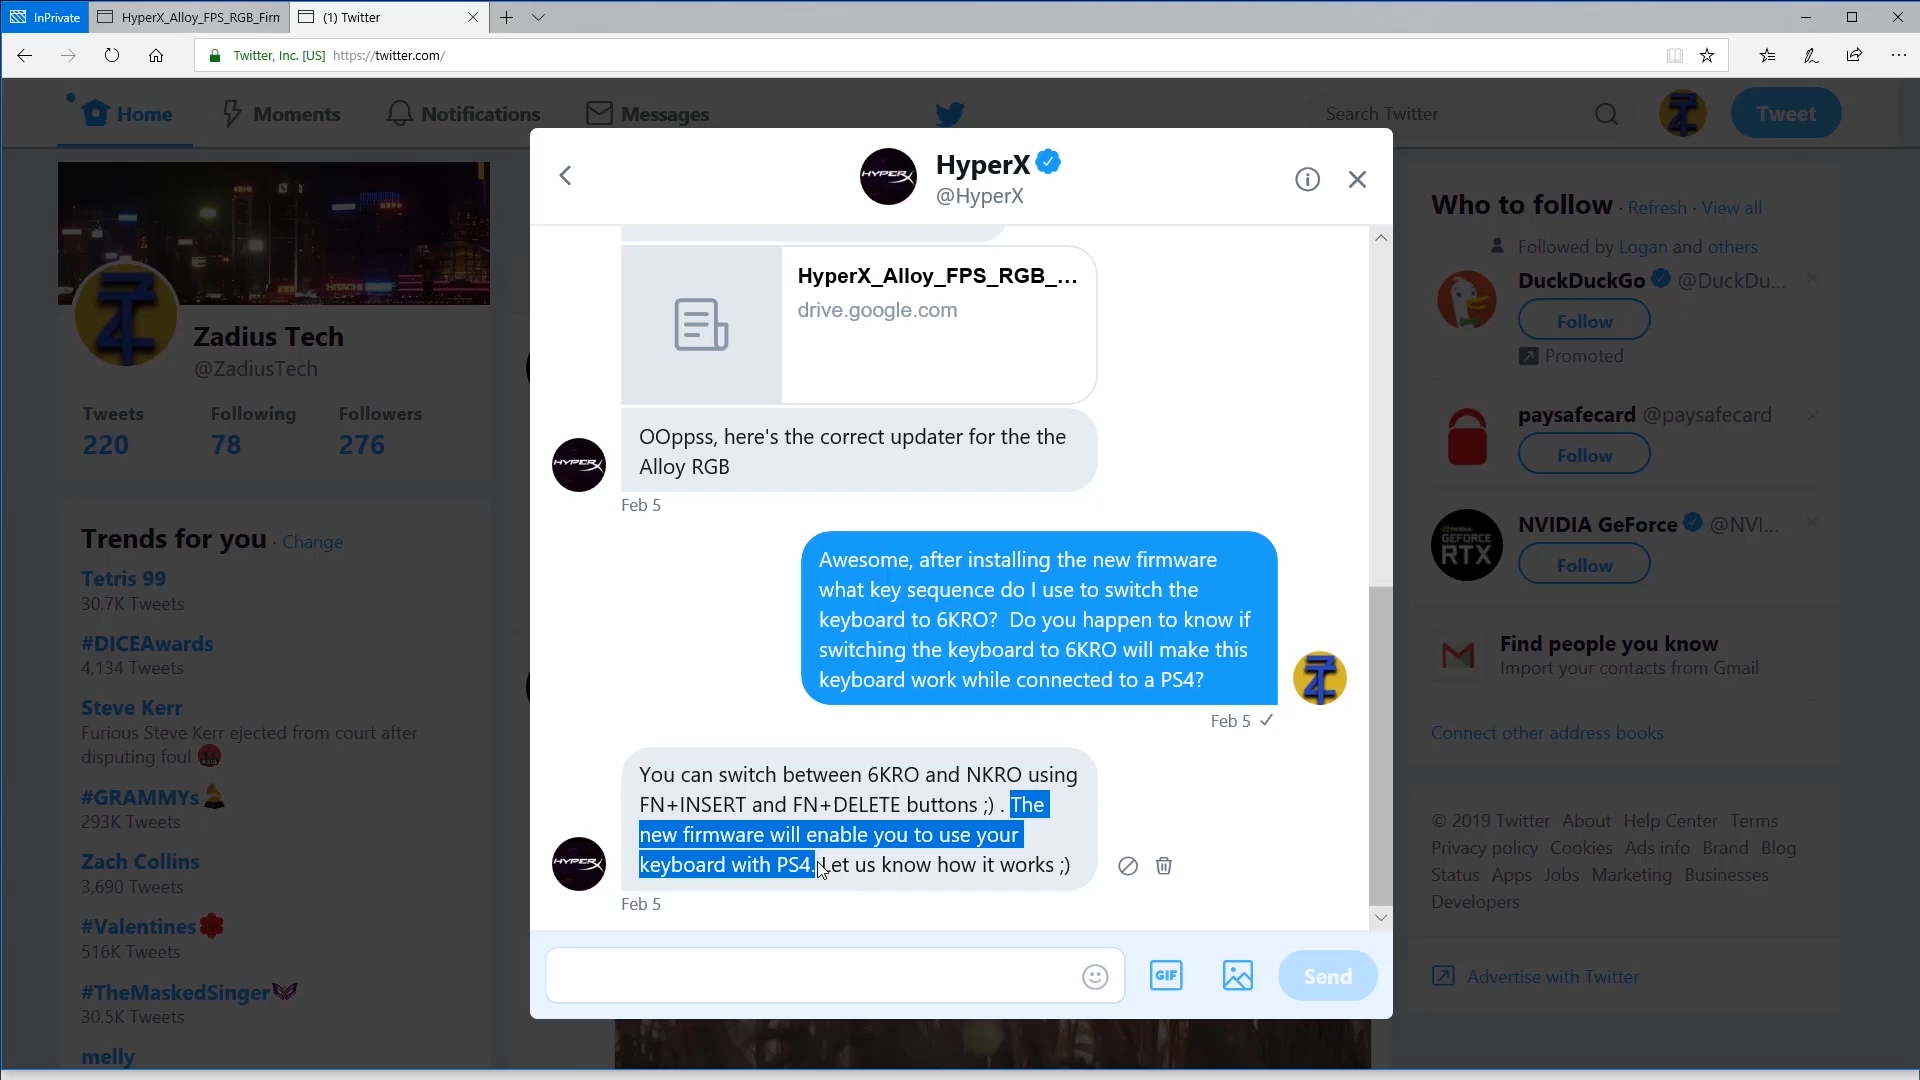 InPrivate
HyperX_Alloy_FPS_RGB_Firm
(1) Twitter
Twitter, Inc. [US] https://twitter.com/
Home
Moments
Notifications
Messages
Search Twitter
Tweet
Zadius Tech
@ZadiusTech
Tweets Following Followers
220 78 276
Trends for you · Change
Tetris 99
30.7K Tweets
#DICEAwards
4,134 Tweets
Steve Kerr
Furious Steve Kerr ejected from court after
disputing foul
#GRAMMYs
293K Tweets
Zach Collins
3,690 Tweets
#Valentines
516K Tweets
#TheMaskedSinger
30.5K Tweets
melly
HYPERX
HyperX
@HyperX
HyperX_Alloy_FPS_RGB_...
drive.google.com
HYPERX
OOppss, here's the correct updater for the the
Alloy RGB
Feb 5
Awesome, after installing the new firmware
what key sequence do I use to switch the
keyboard to 6KRO?  Do you happen to know if
switching the keyboard to 6KRO will make this
keyboard work while connected to a PS4?
Feb 5
HYPERX
You can switch between 6KRO and NKRO using
FN+INSERT and FN+DELETE buttons ;) . The
new firmware will enable you to use your
keyboard with PS4. Let us know how it works ;)
Feb 5
GIF
Send
Who to follow · Refresh · View all
Followed by Logan and others
DuckDuckGo @DuckDu...
Follow
Promoted
paysafecard @paysafecard
Follow
GEFORCE
RTX
NVIDIA GeForce @NVI...
Follow
Find people you know
Import your contacts from Gmail
Connect other address books
© 2019 Twitter About Help Center Terms
Privacy policy Cookies Ads info Brand Blog
Status Apps Jobs Marketing Businesses
Developers
Advertise with Twitter